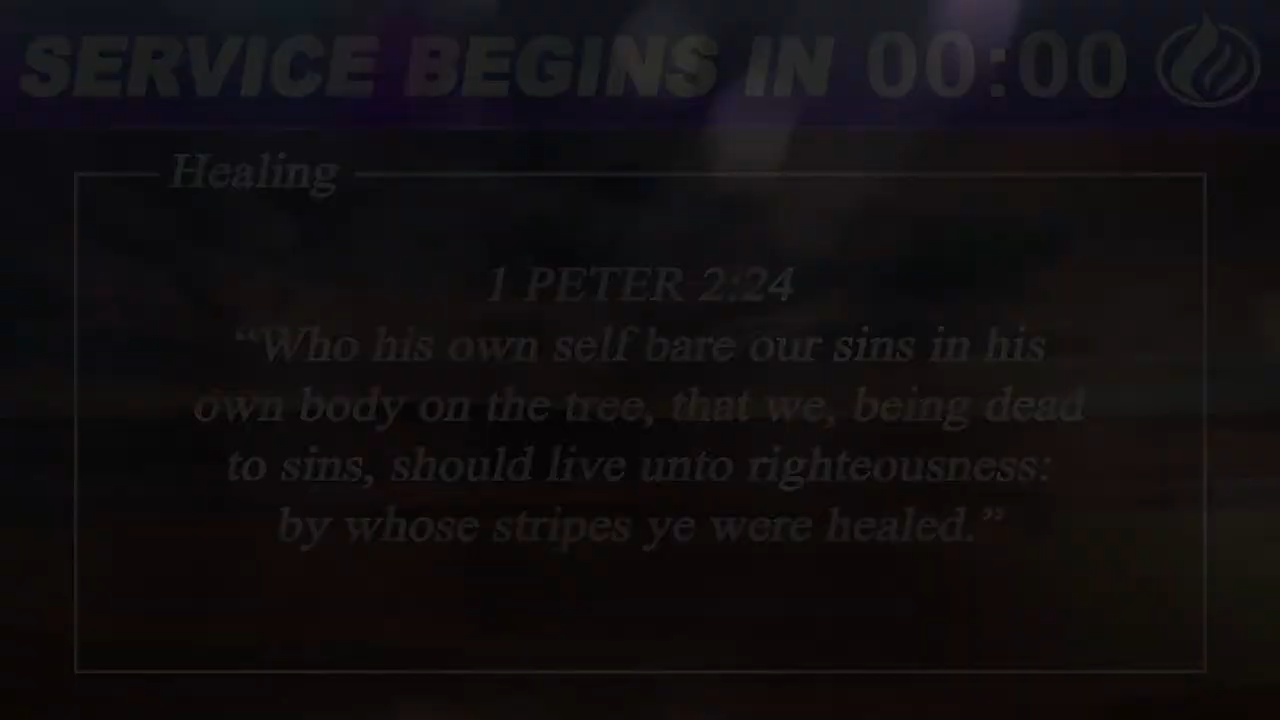 SERVICE BEGINS IN 00:00
Healing
1 PETER 2:24
“Who his own self bare our sins in his
own body on the tree, that we, being dead
to sins, should live unto righteousness:
by whose stripes ye were healed.”